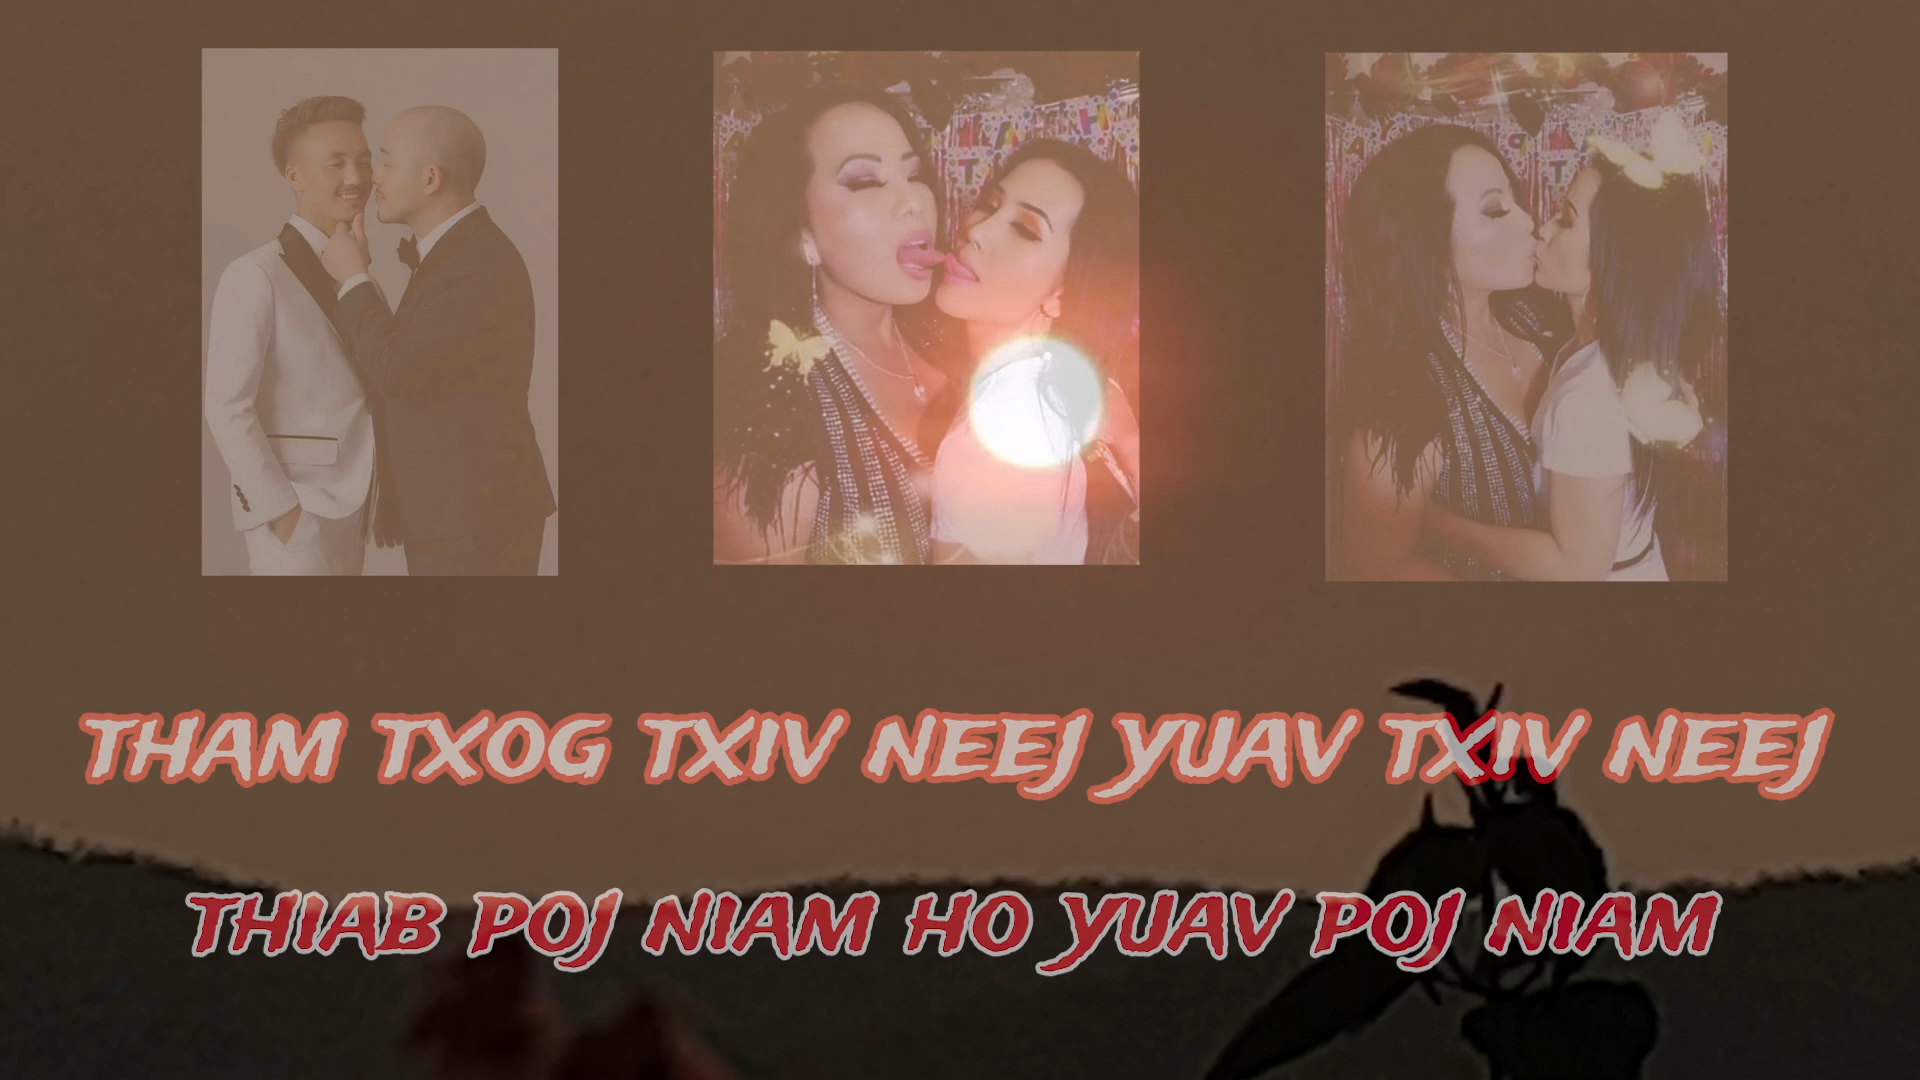 THAM TXOG TXIV NEEJ YUAV TXIV NEEJ
THIAB POJ NIAM HO YUAV POJ NIAM